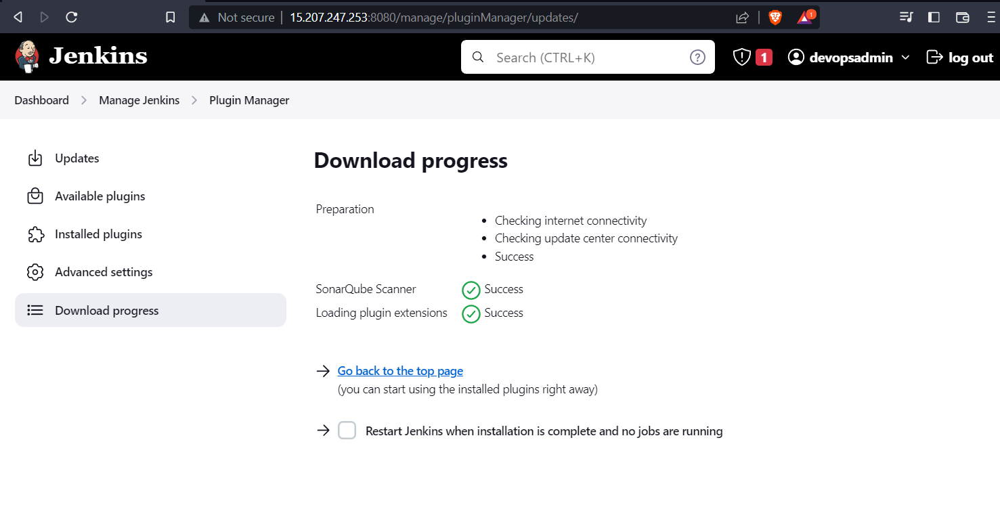 Not secure 15.207.247.253:8080/manage/pluginManager/updates/ 1
Jenkins Search (CTRL+K) ? 1 devopsadmin log out
Dashboard Manage Jenkins Plugin Manager
Updates
Available plugins
Installed plugins
Advanced settings
Download progress
Download progress
Preparation
Checking internet connectivity
Checking update center connectivity
Success
SonarQube Scanner Success
Loading plugin extensions Success
Go back to the top page
(you can start using the installed plugins right away)
Restart Jenkins when installation is complete and no jobs are running